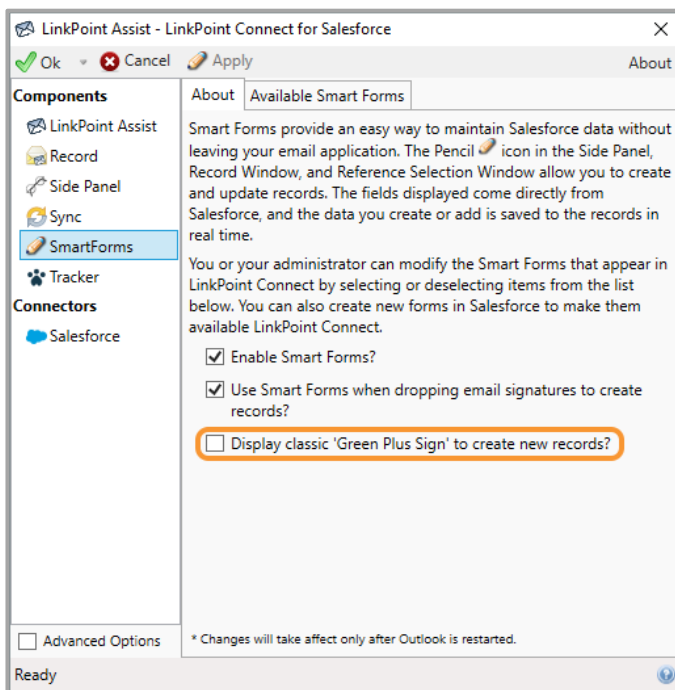 LinkPoint Assist - LinkPoint Connect for Salesforce
Ok Cancel Apply About
Components
LinkPoint Assist
Record
Side Panel
Sync
SmartForms
Tracker
Connectors
Salesforce
About Available Smart Forms
Smart Forms provide an easy way to maintain Salesforce data without
leaving your email application. The Pencil icon in the Side Panel,
Record Window, and Reference Selection Window allow you to create
and update records. The fields displayed come directly from
Salesforce, and the data you create or add is saved to the records in
real time.
You or your administrator can modify the Smart Forms that appear in
LinkPoint Connect by selecting or deselecting items from the list
below. You can also create new forms in Salesforce to make them
available LinkPoint Connect.
Enable Smart Forms?
Use Smart Forms when dropping email signatures to create
records?
Display classic 'Green Plus Sign' to create new records?
Advanced Options
* Changes will take affect only after Outlook is restarted.
Ready